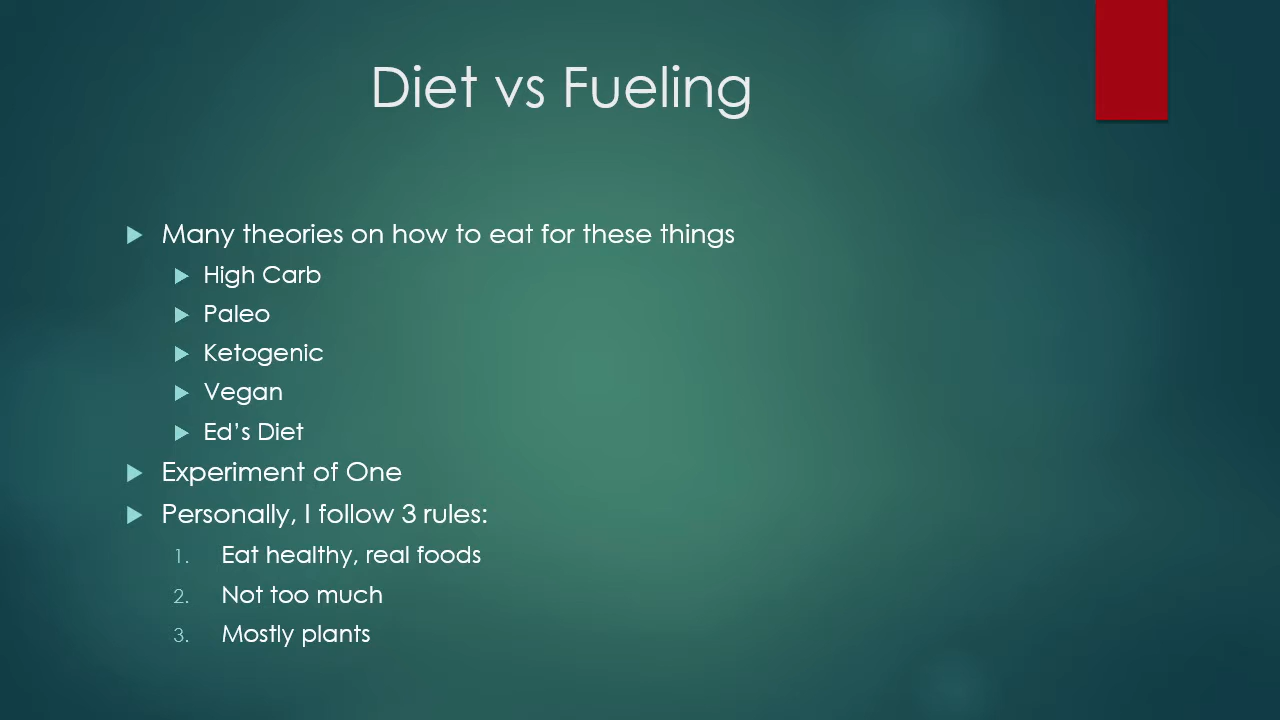 Diet vs Fueling
Many theories on how to eat for these things
High Carb
Paleo
Ketogenic
Vegan
Ed’s Diet
Experiment of One
Personally, I follow 3 rules:
1. Eat healthy, real foods
2. Not too much
3. Mostly plants